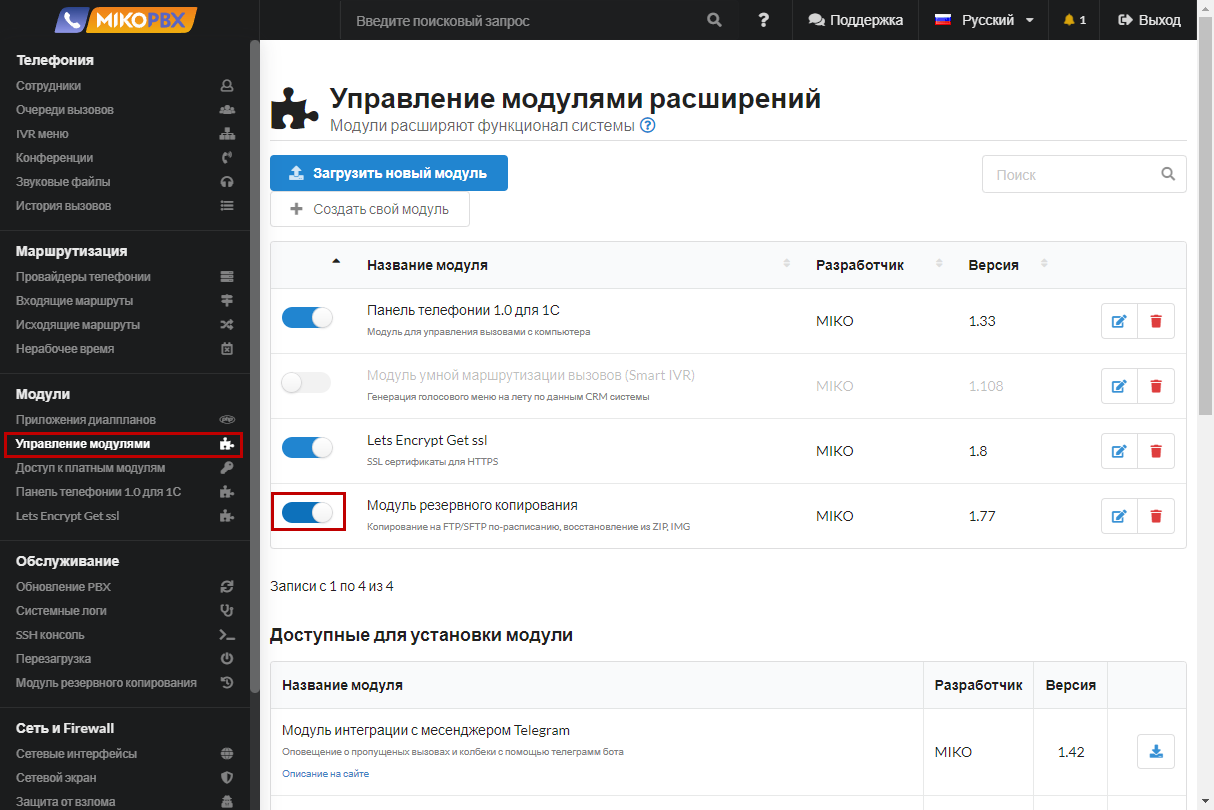 MIKOPBX
Введите поисковый запрос
?
Поддержка
Русский
1
Выход
Телефония
Сотрудники
Очереди вызовов
IVR меню
Конференции
Звуковые файлы
История вызовов
Маршрутизация
Провайдеры телефонии
Входящие маршруты
Исходящие маршруты
Нерабочее время
Модули
Приложения диалпланов
Управление модулями
Доступ к платным модулям
Панель телефонии 1.0 для 1С
Lets Encrypt Get ssl
Обслуживание
Обновление PBX
Системные логи
SSH консоль
Перезагрузка
Модуль резервного копирования
Сеть и Firewall
Сетевые интерфейсы
Сетевой экран
Защита от взлома
Управление модулями расширений
Модули расширяют функционал системы ?
Загрузить новый модуль
Создать свой модуль
Поиск
Название модуля Разработчик Версия
Панель телефонии 1.0 для 1С
Модуль для управления вызовами с компьютера
MIKO 1.33
Модуль умной маршрутизации вызовов (Smart IVR)
Генерация голосового меню на лету по данным CRM системы
MIKO 1.108
Lets Encrypt Get ssl
SSL сертификаты для HTTPS
MIKO 1.8
Модуль резервного копирования
Копирование на FTP/SFTP по-расписанию, восстановление из ZIP, IMG
MIKO 1.77
Записи с 1 по 4 из 4
Доступные для установки модули
Название модуля Разработчик Версия
Модуль интеграции с месенджером Telegram
Оповещение о пропущеных вызовах и колбеки с помощью телеграмм бота
Описание на сайте
MIKO 1.42